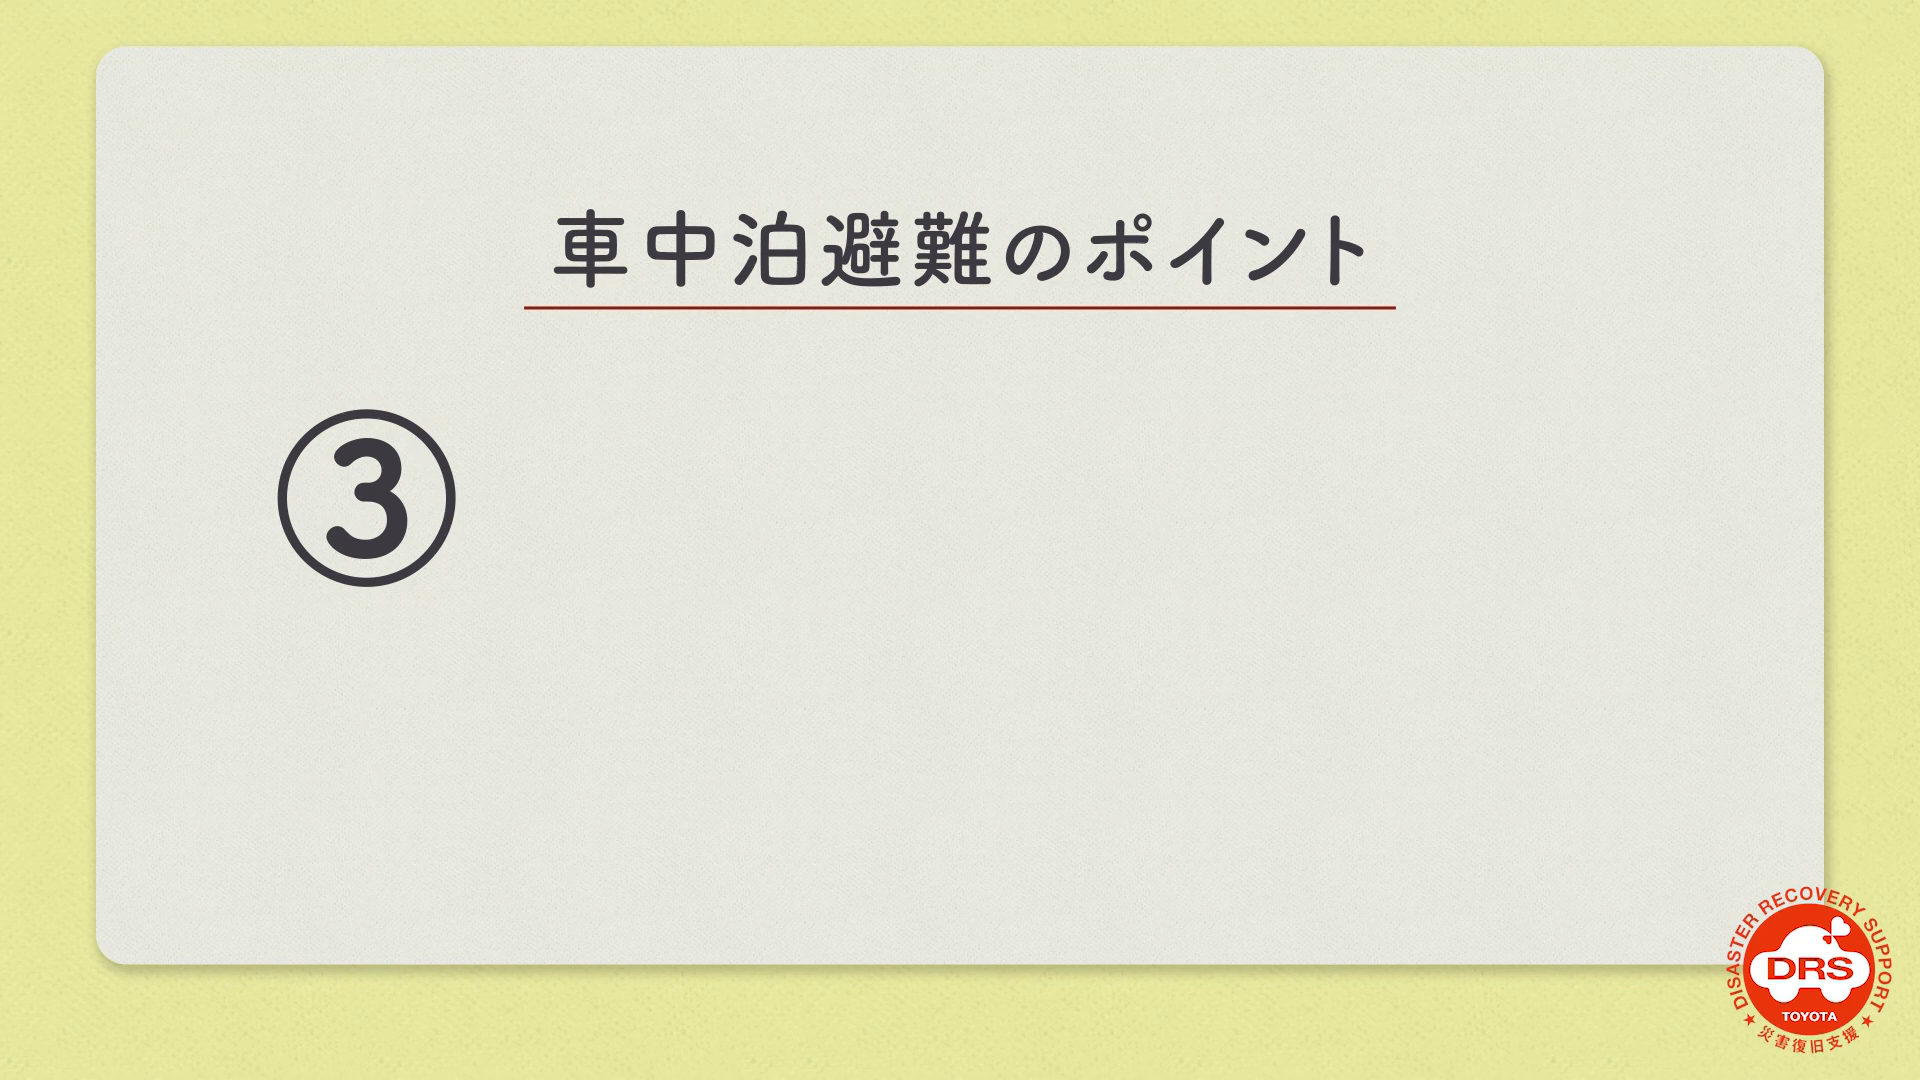 車中泊避難のポイント
③
DISASTER RECOVERY SUPPORT
DRS
TOYOTA
★ 災害復旧支援 ★